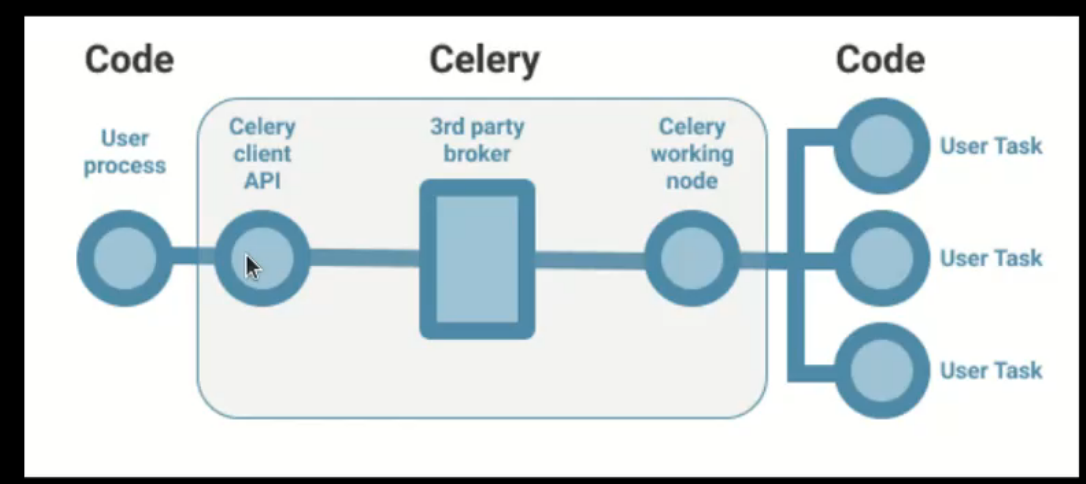 Code
Celery
Code
User
process
Celery
client
API
3rd party
broker
Celery
working
node
User Task
User Task
User Task